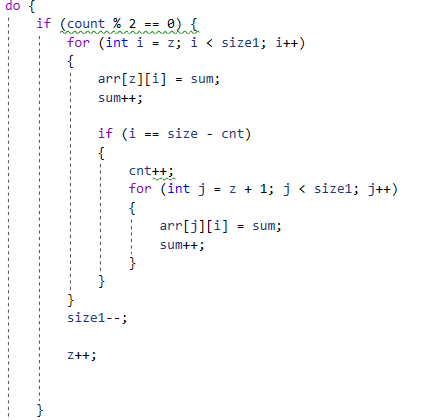 do {
if (count % 2 == 0) {
for (int i = z; i < size1; i++)
{
arr[z][i] = sum;
sum++;
if (i == size - cnt)
{
cnt++;
for (int j = z + 1; j < size1; j++)
{
arr[j][i] = sum;
sum++;
}
}
}
size1--;
z++;
}